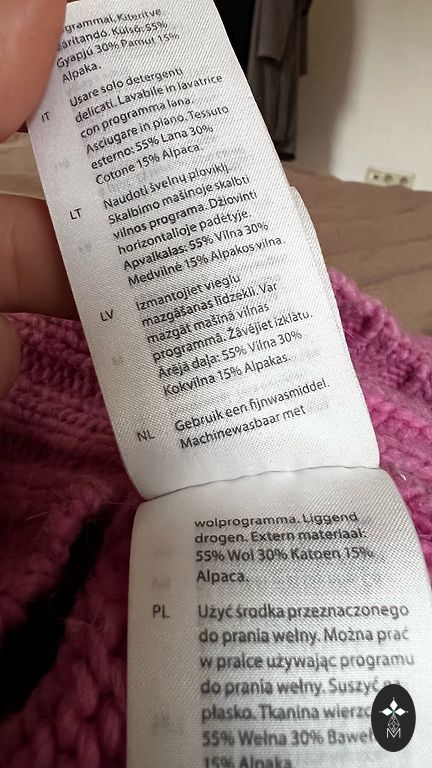 grammal. Kiterítve
szárítandó. Külső: 55%
Gyapjú 30% Pamut 15%
Alpaka.
IT Usare solo detergenti
delicati. Lavabile in lavatrice
con programma lana.
Asciugare in piano. Tessuto
esterno: 55% Lana 30%
Cotone 15% Alpaca.
LT Naudoti švelnų ploviklį.
Skalbimo mašinoje skalbti
vilnos programa. Džiovinti
horizontalioje padėtyje.
Apvalkalas: 55% Vilna 30%
Medvilnė 15% Alpakos vilna.
LV Izmantojiet vieglu
mazgāšanas līdzekli. Var
mazgāt mašīnā vilnas
programmā. Žāvējiet izklātu.
Ārējā daļa: 55% Vilna 30%
Kokvilna 15% Alpakas.
NL Gebruik een fijnwasmiddel.
Machinewasbaar met
wolprogramma. Liggend
drogen. Extern materiaal:
55% Wol 30% Katoen 15%
Alpaca.
PL Użyć środka przeznaczonego
do prania wełny. Można prać
w pralce używając programu
do prania wełny. Suszyć na
płasko. Tkanina
55% Wełna 30%
15% Alpaka